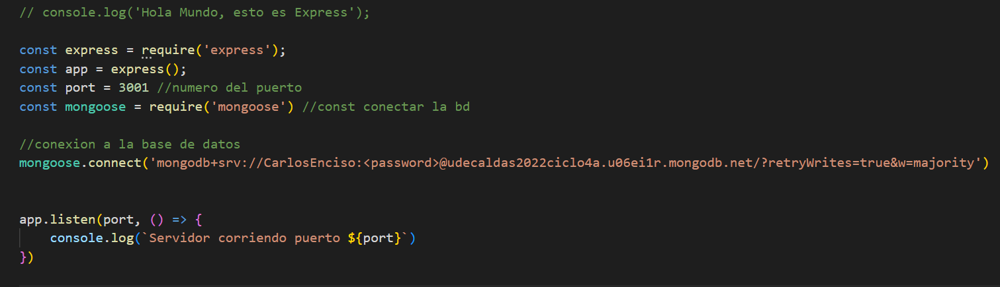 // console.log('Hola Mundo, esto es Express');
const express = require('express');
const app = express();
const port = 3001 //numero del puerto
const mongoose = require('mongoose') //const conectar la bd
//conexion a la base de datos
mongoose.connect('mongodb+srv://CarlosEnciso:<password>@udecaldas2022ciclo4a.u06ei1r.mongodb.net/?retryWrites=true&w=majority')
app.listen(port, () => {
    console.log(`Servidor corriendo puerto ${port}`)
})